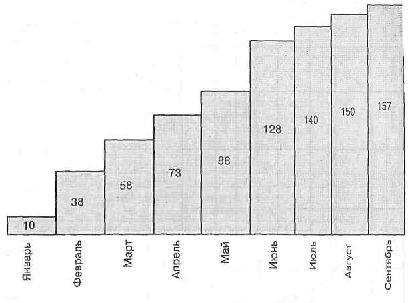 10
38
58
73
88
128
140
150
157
Январь
Февраль
Март
Апрель
Май
Июнь
Июль
Август
Сентябрь